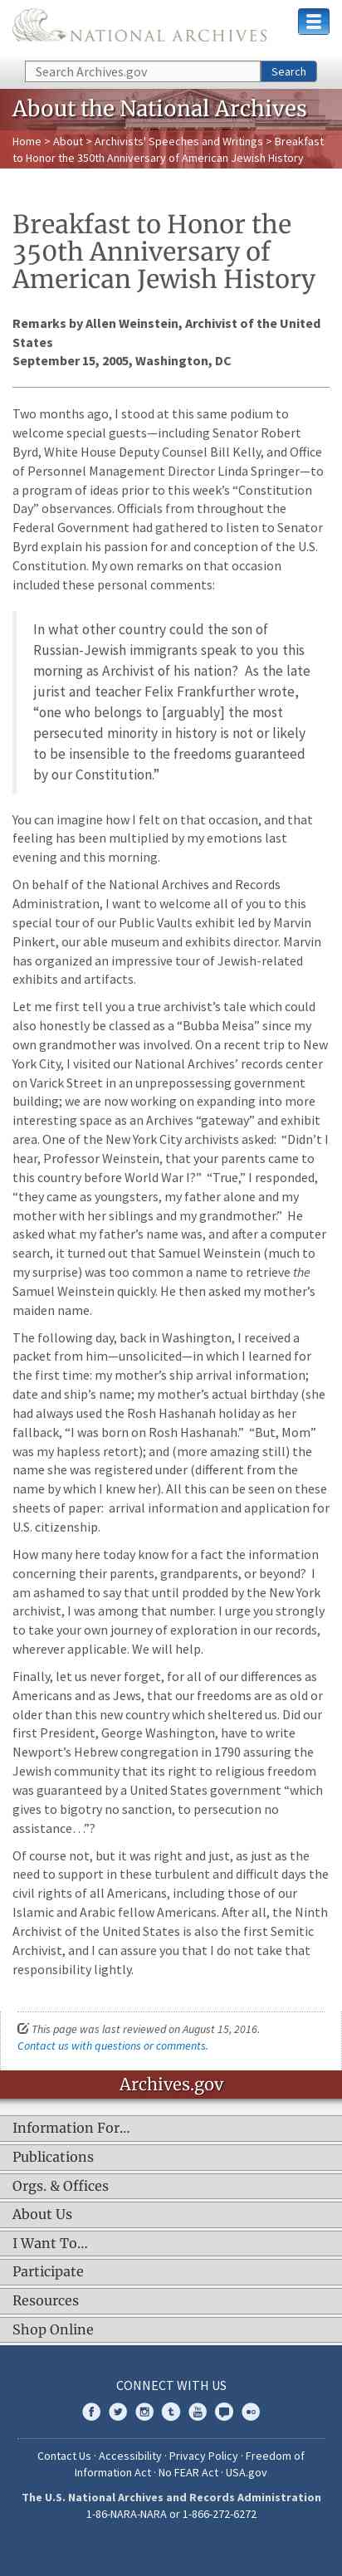 NATIONAL ARCHIVES
Search Archives.gov
Search
About the National Archives
Home > About > Archivists' Speeches and Writings > Breakfast
to Honor the 350th Anniversary of American Jewish History
Breakfast to Honor the
350th Anniversary of
American Jewish History
Remarks by Allen Weinstein, Archivist of the United
States
September 15, 2005, Washington, DC
Two months ago, I stood at this same podium to
welcome special guests—including Senator Robert
Byrd, White House Deputy Counsel Bill Kelly, and Office
of Personnel Management Director Linda Springer—to
a program of ideas prior to this week’s “Constitution
Day” observances. Officials from throughout the
Federal Government had gathered to listen to Senator
Byrd explain his passion for and conception of the U.S.
Constitution. My own remarks on that occasion
included these personal comments:
In what other country could the son of
Russian-Jewish immigrants speak to you this
morning as Archivist of his nation?  As the late
jurist and teacher Felix Frankfurther wrote,
“one who belongs to [arguably] the most
persecuted minority in history is not or likely
to be insensible to the freedoms guaranteed
by our Constitution.”
You can imagine how I felt on that occasion, and that
feeling has been multiplied by my emotions last
evening and this morning.
On behalf of the National Archives and Records
Administration, I want to welcome all of you to this
special tour of our Public Vaults exhibit led by Marvin
Pinkert, our able museum and exhibits director. Marvin
has organized an impressive tour of Jewish-related
exhibits and artifacts.
Let me first tell you a true archivist’s tale which could
also honestly be classed as a “Bubba Meisa” since my
own grandmother was involved. On a recent trip to New
York City, I visited our National Archives’ records center
on Varick Street in an unprepossessing government
building; we are now working on expanding into more
interesting space as an Archives “gateway” and exhibit
area. One of the New York City archivists asked:  “Didn’t I
hear, Professor Weinstein, that your parents came to
this country before World War I?”  “True,” I responded,
“they came as youngsters, my father alone and my
mother with her siblings and my grandmother.”  He
asked what my father’s name was, and after a computer
search, it turned out that Samuel Weinstein (much to
my surprise) was too common a name to retrieve the
Samuel Weinstein quickly. He then asked my mother’s
maiden name.
The following day, back in Washington, I received a
packet from him—unsolicited—in which I learned for
the first time: my mother’s ship arrival information;
date and ship’s name; my mother’s actual birthday (she
had always used the Rosh Hashanah holiday as her
fallback, “I was born on Rosh Hashanah.”  “But, Mom”
was my hapless retort); and (more amazing still) the
name she was registered under (different from the
name by which I knew her). All this can be seen on these
sheets of paper:  arrival information and application for
U.S. citizenship.
How many here today know for a fact the information
concerning their parents, grandparents, or beyond?  I
am ashamed to say that until prodded by the New York
archivist, I was among that number. I urge you strongly
to take your own journey of exploration in our records,
wherever applicable. We will help.
Finally, let us never forget, for all of our differences as
Americans and as Jews, that our freedoms are as old or
older than this new country which sheltered us. Did our
first President, George Washington, have to write
Newport’s Hebrew congregation in 1790 assuring the
Jewish community that its right to religious freedom
was guaranteed by a United States government “which
gives to bigotry no sanction, to persecution no
assistance…”?
Of course not, but it was right and just, as just as the
need to support in these turbulent and difficult days the
civil rights of all Americans, including those of our
Islamic and Arabic fellow Americans. After all, the Ninth
Archivist of the United States is also the first Semitic
Archivist, and I can assure you that I do not take that
responsibility lightly.
This page was last reviewed on August 15, 2016.
Contact us with questions or comments.
Archives.gov
Information For…
Publications
Orgs. & Offices
About Us
I Want To…
Participate
Resources
Shop Online
CONNECT WITH US
Contact Us · Accessibility · Privacy Policy · Freedom of
Information Act · No FEAR Act · USA.gov
The U.S. National Archives and Records Administration
1-86-NARA-NARA or 1-866-272-6272